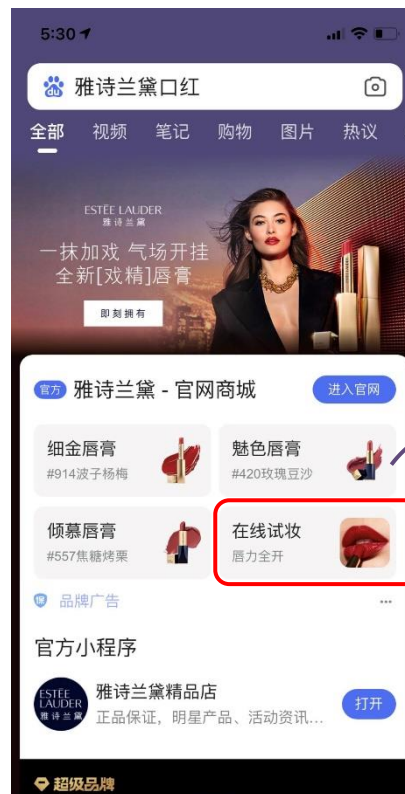 5:30
雅诗兰黛口红
全部 视频 笔记 购物 图片 热议
ESTĒE LAUDER
雅诗兰黛
一抹加戏 气场开挂
全新[戏精]唇膏
即刻拥有
官方 雅诗兰黛 - 官网商城 进入官网
细金唇膏
#914波子杨梅
魅色唇膏
#420玫瑰豆沙
倾慕唇膏
#557焦糖烤栗
在线试妆
唇力全开
保 品牌广告 ...
官方小程序
ESTĒE
LAUDER
雅诗兰黛
雅诗兰黛精品店
正品保证，明星产品、活动资讯...
打开
超级品牌